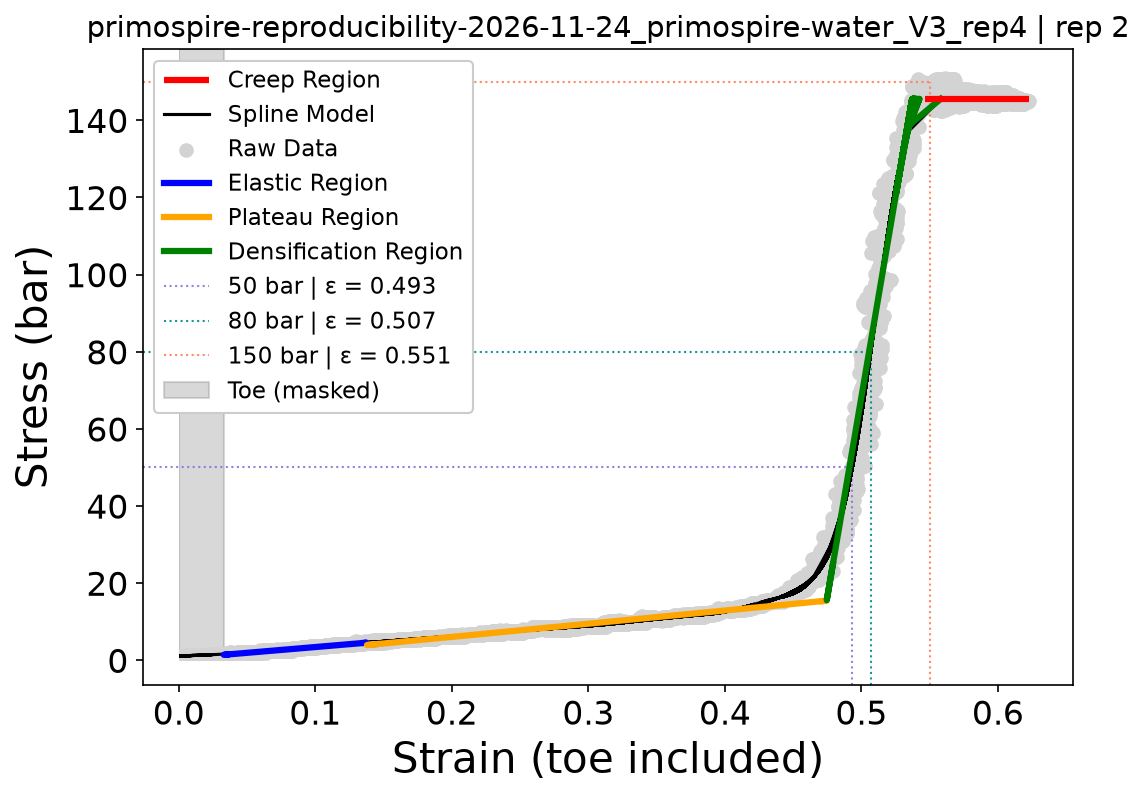 primospire-reproducibility-2026-11-24_primospire-water_V3_rep4 | rep 2
Creep Region
Spline Model
Raw Data
Elastic Region
Plateau Region
Densification Region
50 bar | ε = 0.493
80 bar | ε = 0.507
150 bar | ε = 0.551
Toe (masked)
Stress (bar)
140
120
100
80
60
40
20
0
0.0 0.1 0.2 0.3 0.4 0.5 0.6
Strain (toe included)